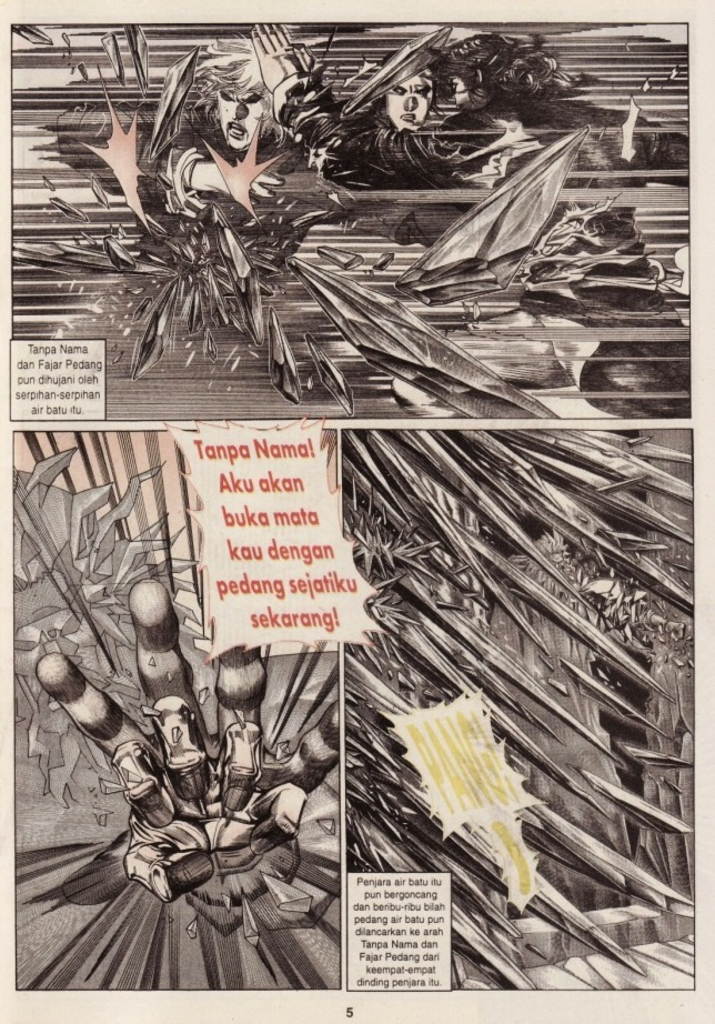 Tanpa Nama
dan Fajar Pedang
pun dihujani oleh
serpihan-serpihan
air batu itu.
Tanpa Nama!
Aku akan
buka mata
kau dengan
pedang sejatiku
sekarang!
PANG!
Penjara air batu itu
pun bergoncang
dan beribu-ribu bilah
pedang air batu pun
dilancarkan ke arah
Tanpa Nama dan
Fajar Pedang dari
keempat-empat
dinding penjara itu.
5